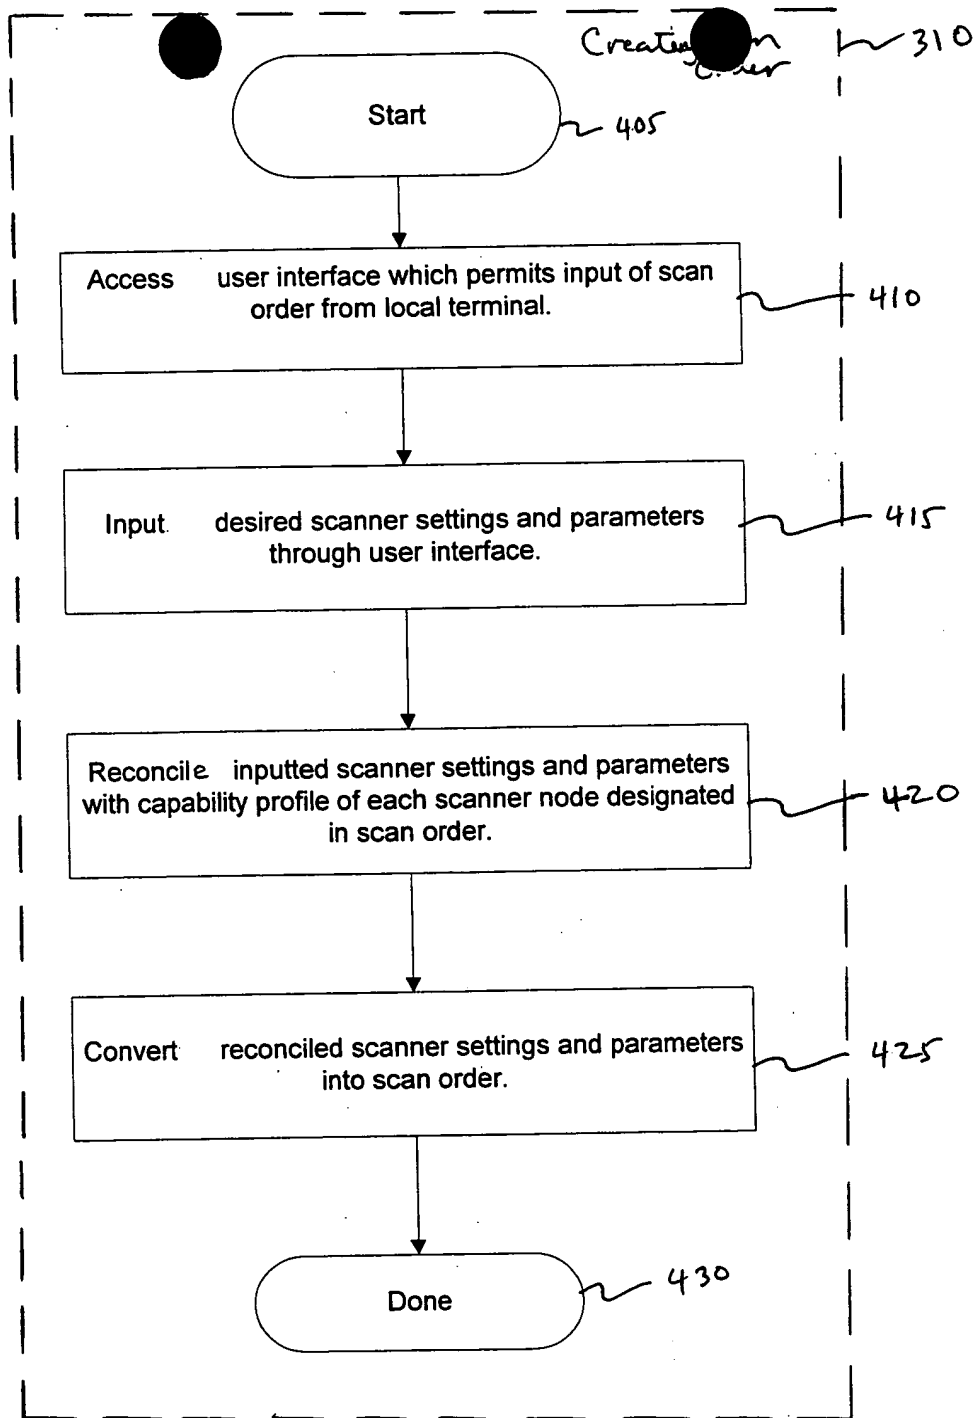 310
Start
405
Access user interface which permits input of scan
order from local terminal.
410
Input desired scanner settings and parameters
through user interface.
415
Reconcile inputted scanner settings and parameters
with capability profile of each scanner node designated
in scan order.
420
Convert reconciled scanner settings and parameters
into scan order.
425
Done
430